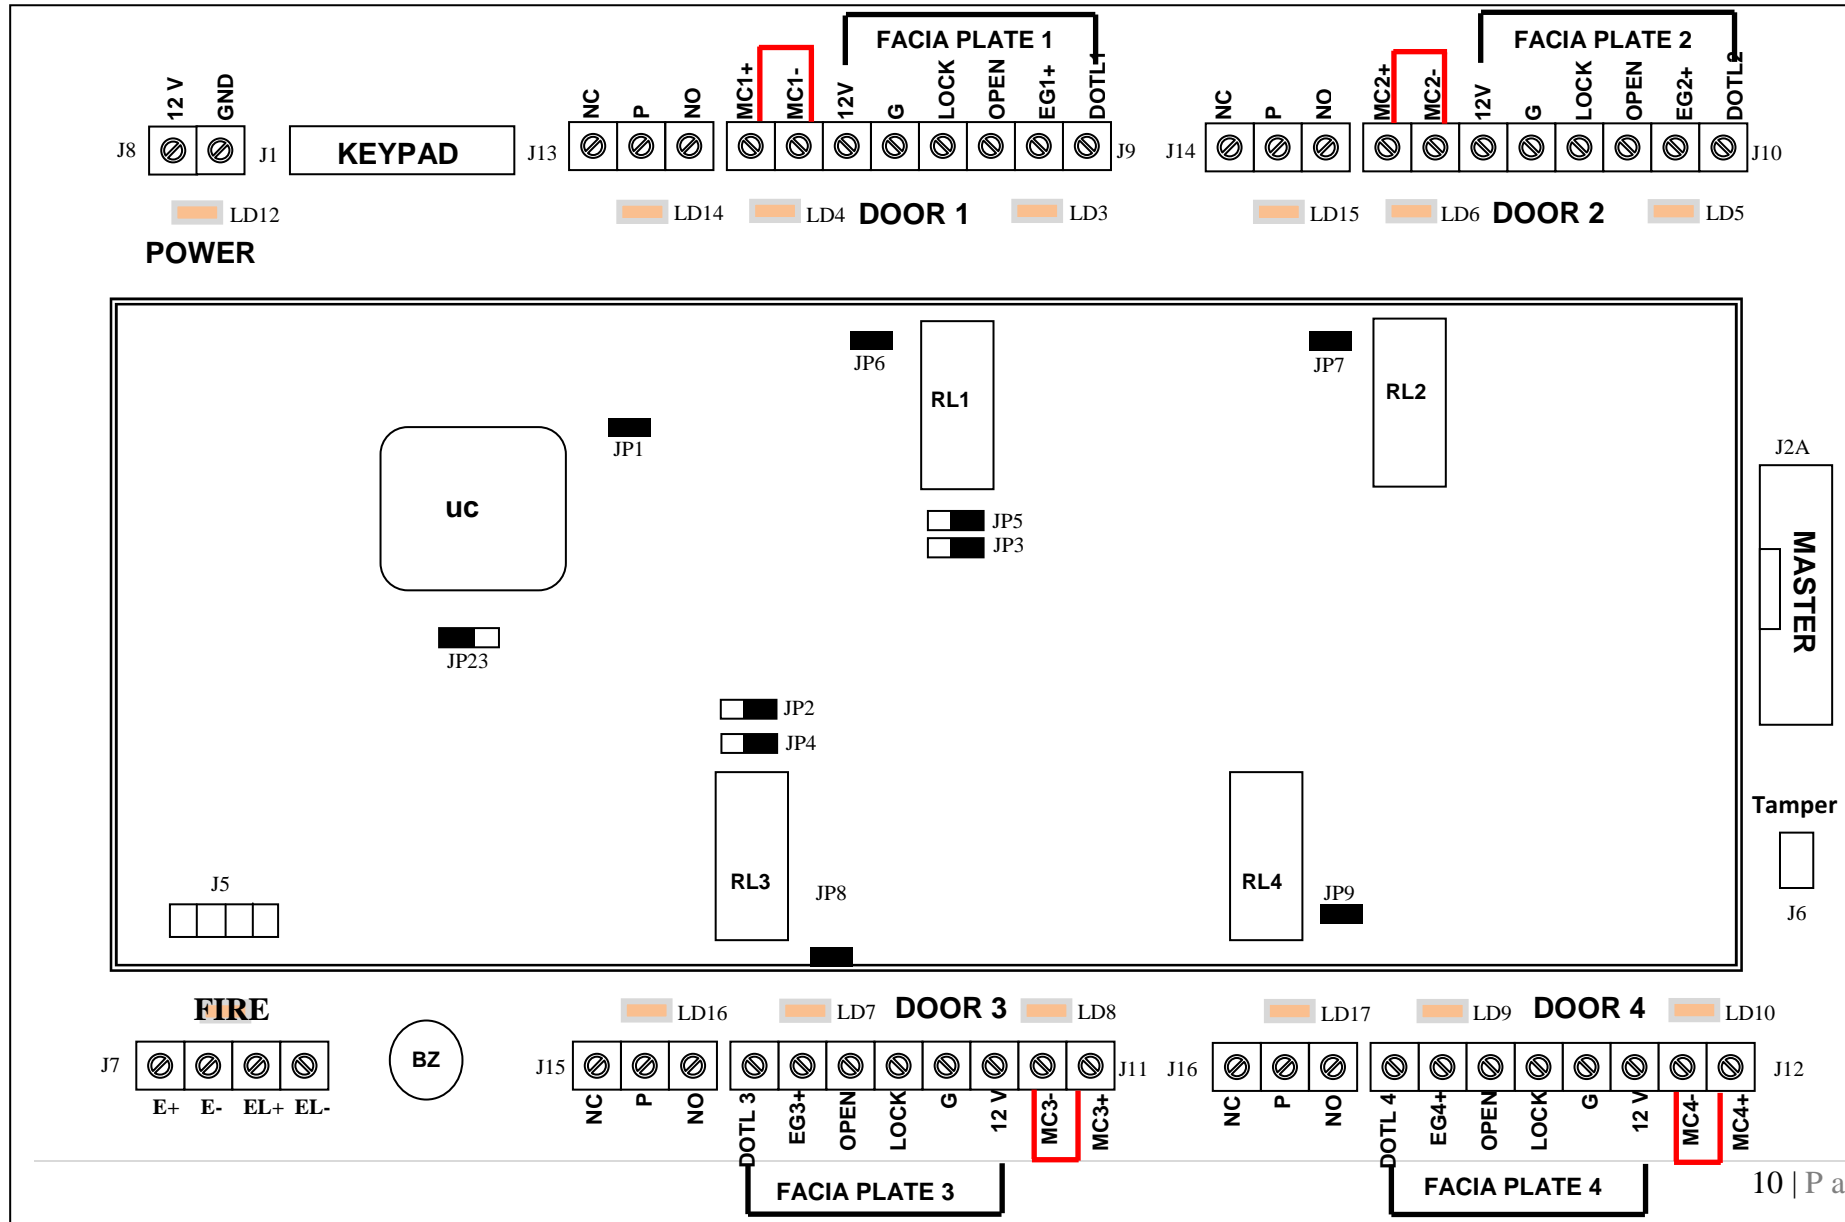 FACIA PLATE 1
FACIA PLATE 2
12 V GND
NC P NO
MC1+ MC1- 12V G LOCK OPEN EG1+ DOTL1
NC P NO
MC2+ MC2- 12V G LOCK OPEN EG2+ DOTL2
J8 J1 KEYPAD J13 J9 J14 J10
LD12 LD14 LD4 DOOR 1 LD3 LD15 LD6 DOOR 2 LD5
POWER
JP6 RL1 JP7 RL2
JP1
J2A
uc
JP5
JP3
MASTER
JP23
JP2
JP4
Tamper
J5 RL3 JP8 RL4 JP9
J6
FIRE LD16 LD7 DOOR 3 LD8 LD17 LD9 DOOR 4 LD10
J7 BZ J15 J11 J16 J12
E+ E- EL+ EL-
NC P NO
DOTL 3 EG3+ OPEN LOCK G 12 V MC3- MC3+
NC P NO
DOTL 4 EG4+ OPEN LOCK G 12 V MC4- MC4+
FACIA PLATE 3
FACIA PLATE 4
10 | P a